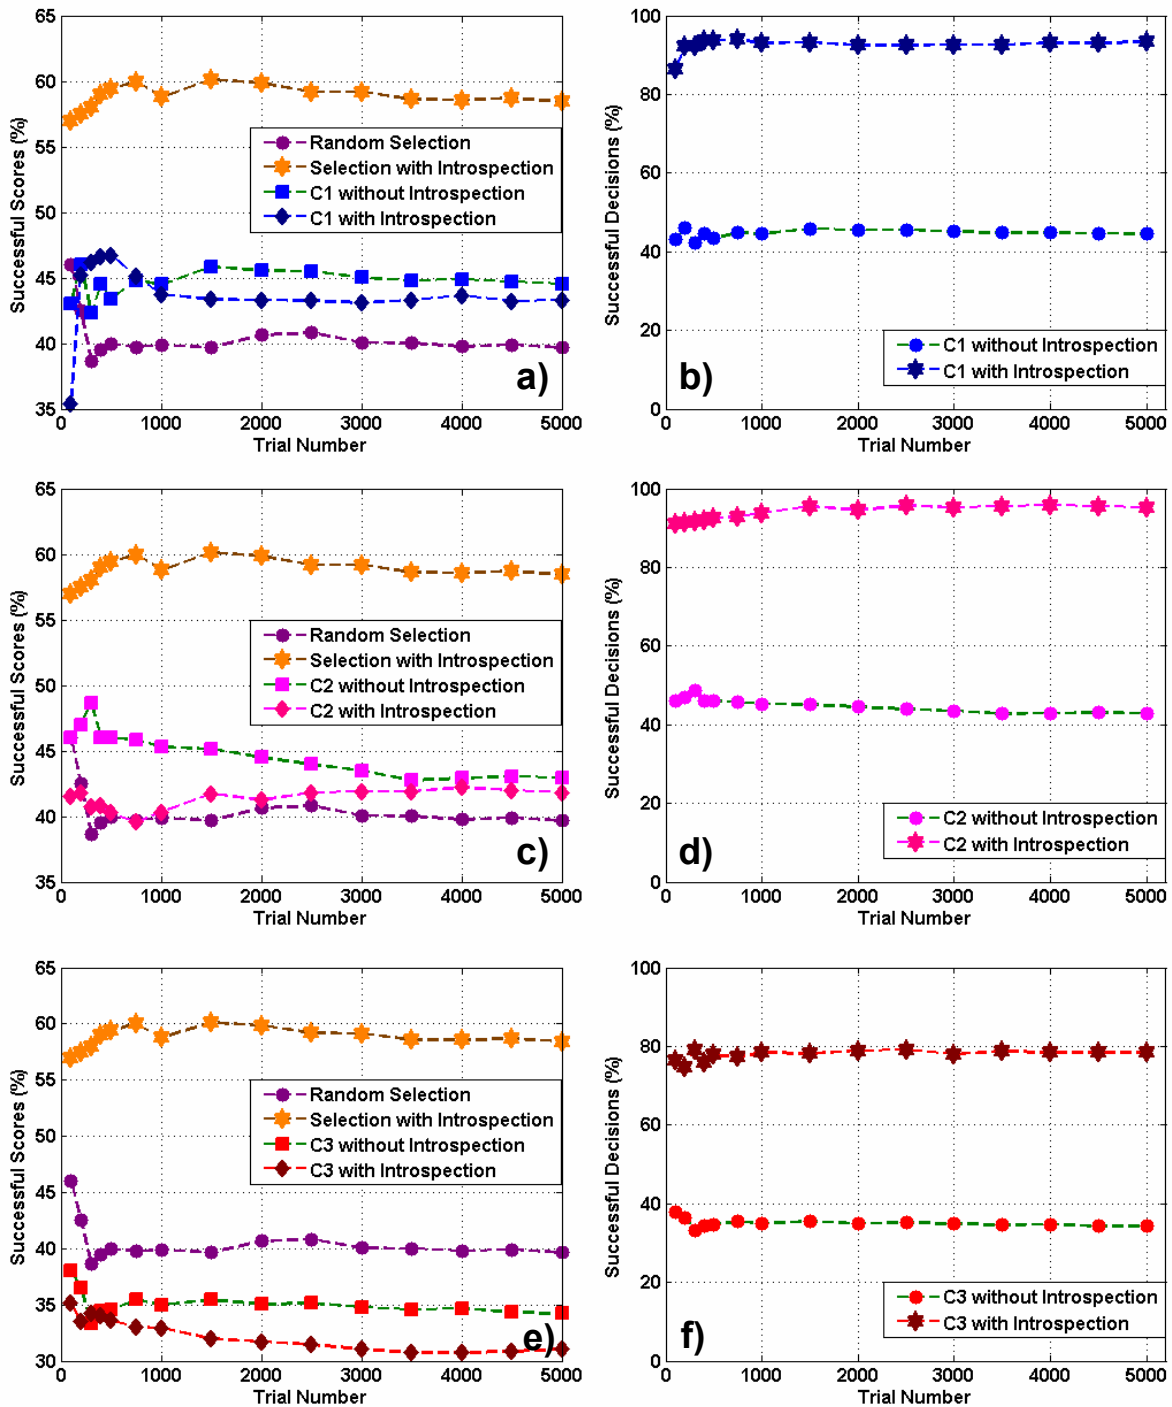 65
60
55
50
45
40
35
Successful Scores (%)
Random Selection
Selection with Introspection
C1 without Introspection
C1 with Introspection
a)
0 1000 2000 3000 4000 5000
Trial Number
100
80
60
40
20
0
Successful Decisions (%)
C1 without Introspection
C1 with Introspection
b)
0 1000 2000 3000 4000 5000
Trial Number
65
60
55
50
45
40
35
Successful Scores (%)
Random Selection
Selection with Introspection
C2 without Introspection
C2 with Introspection
c)
0 1000 2000 3000 4000 5000
Trial Number
100
80
60
40
20
0
Successful Decisions (%)
C2 without Introspection
C2 with Introspection
d)
0 1000 2000 3000 4000 5000
Trial Number
65
60
55
50
45
40
35
30
Successful Scores (%)
Random Selection
Selection with Introspection
C3 without Introspection
C3 with Introspection
e)
0 1000 2000 3000 4000 5000
Trial Number
100
80
60
40
20
0
Successful Decisions (%)
C3 without Introspection
C3 with Introspection
f)
0 1000 2000 3000 4000 5000
Trial Number